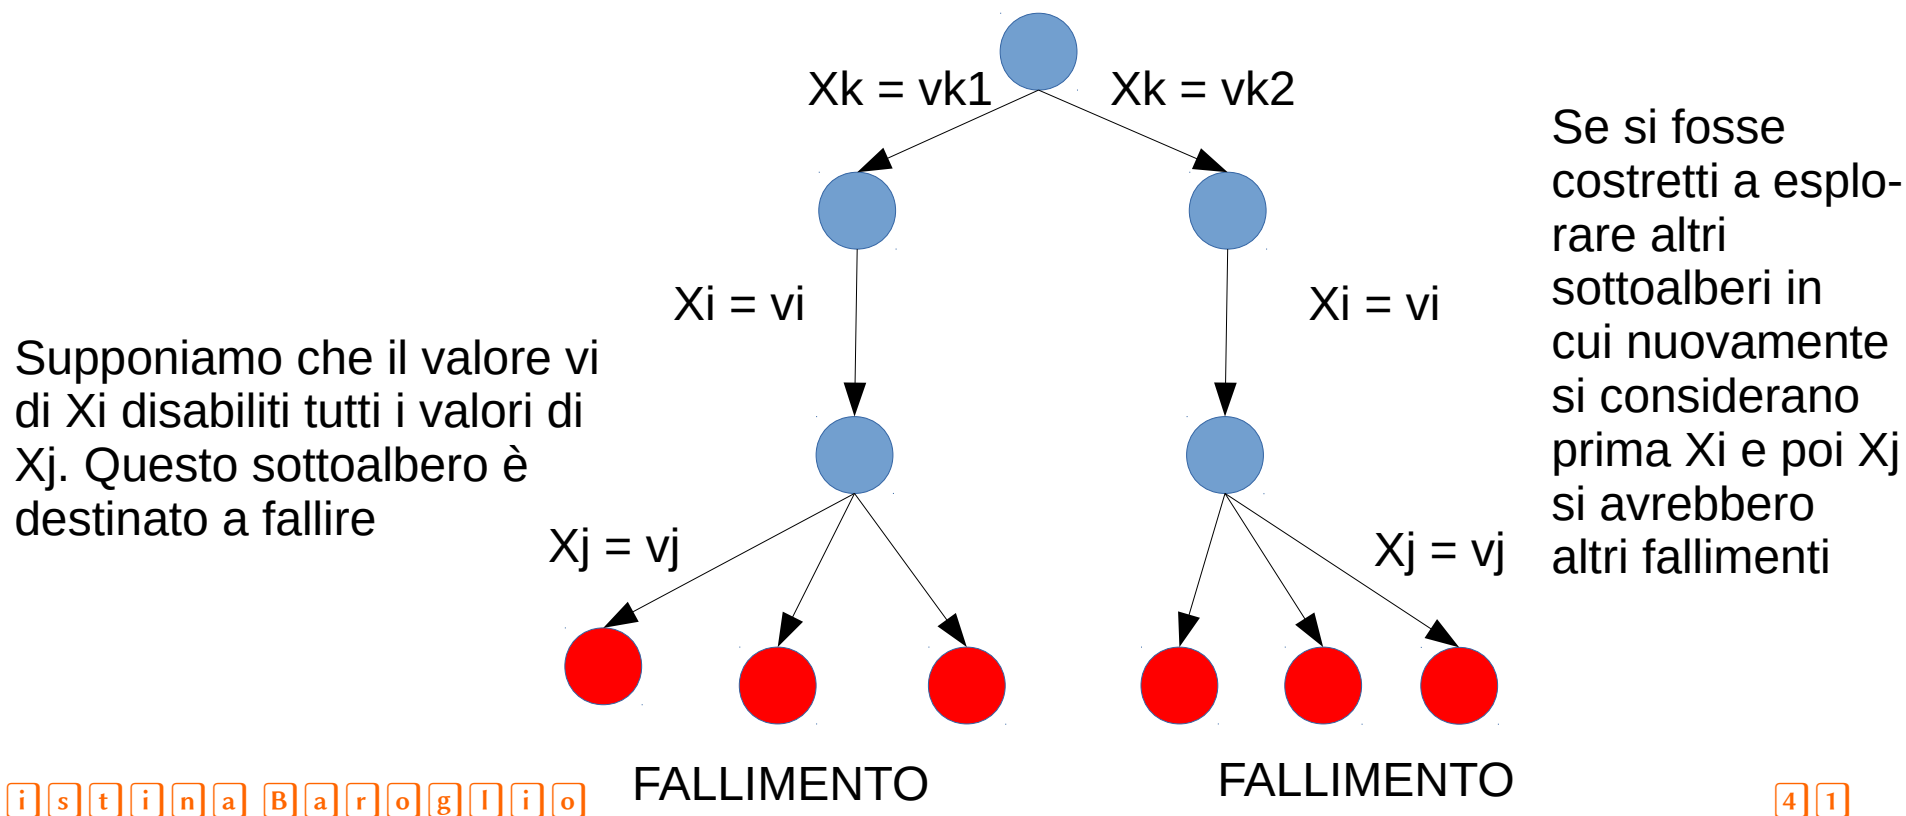 Xk = vk1
Xk = vk2
Xi = vi
Xi = vi
Supponiamo che il valore vi
di Xi disabiliti tutti i valori di
Xj. Questo sottoalbero è
destinato a fallire
Se si fosse
costretti a esplo-
rare altri
sottoalberi in
cui nuovamente
si considerano
prima Xi e poi Xj
si avrebbero
altri fallimenti
Xj = vj
Xj = vj
FALLIMENTO
FALLIMENTO
istina Baroglio
41